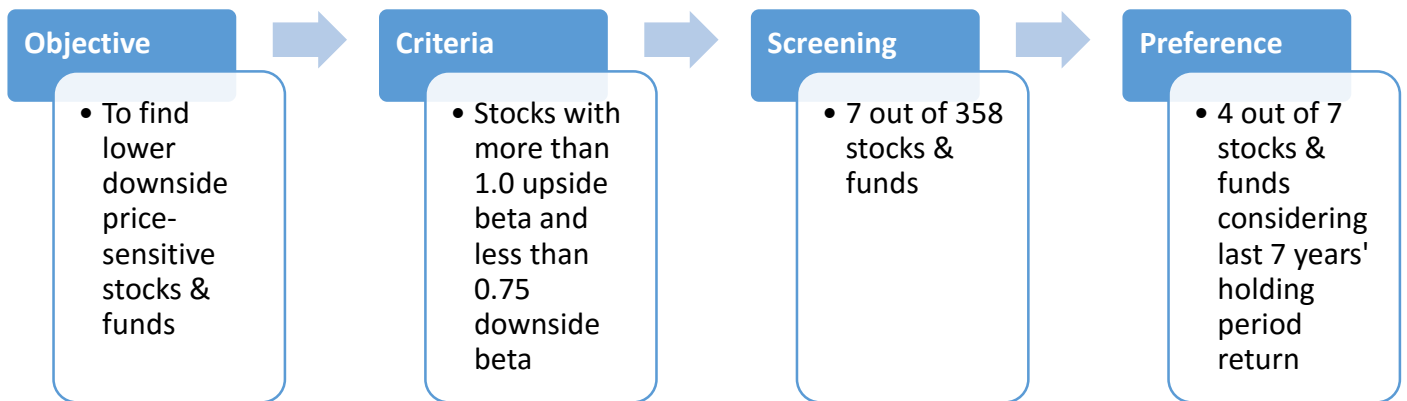 Objective
• To find
lower
downside
price-
sensitive
stocks &
funds
Criteria
• Stocks with
more than
1.0 upside
beta and
less than
0.75
downside
beta
Screening
• 7 out of 358
stocks &
funds
Preference
• 4 out of 7
stocks &
funds
considering
last 7 years'
holding
period
return